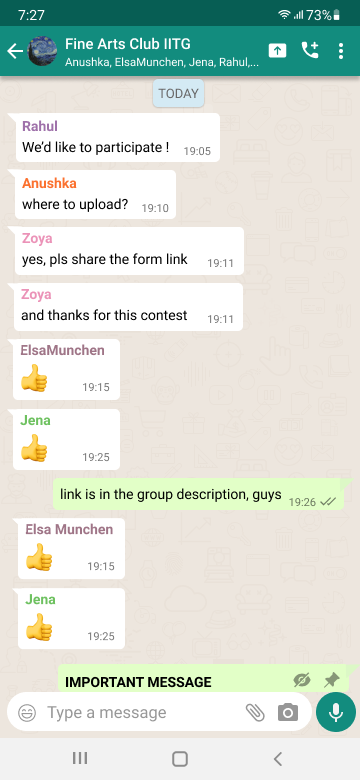 7:27
73%
Fine Arts Club IITG
Anushka, ElsaMunchen, Jena, Rahul,...
TODAY
Rahul
We'd like to participate !
19:05
Anushka
where to upload?
19:10
Zoya
yes, pls share the form link
19:11
Zoya
and thanks for this contest
19:11
ElsaMunchen
19:15
Jena
19:25
link is in the group description, guys
19:26
Elsa Munchen
19:15
Jena
19:25
IMPORTANT MESSAGE
Type a message